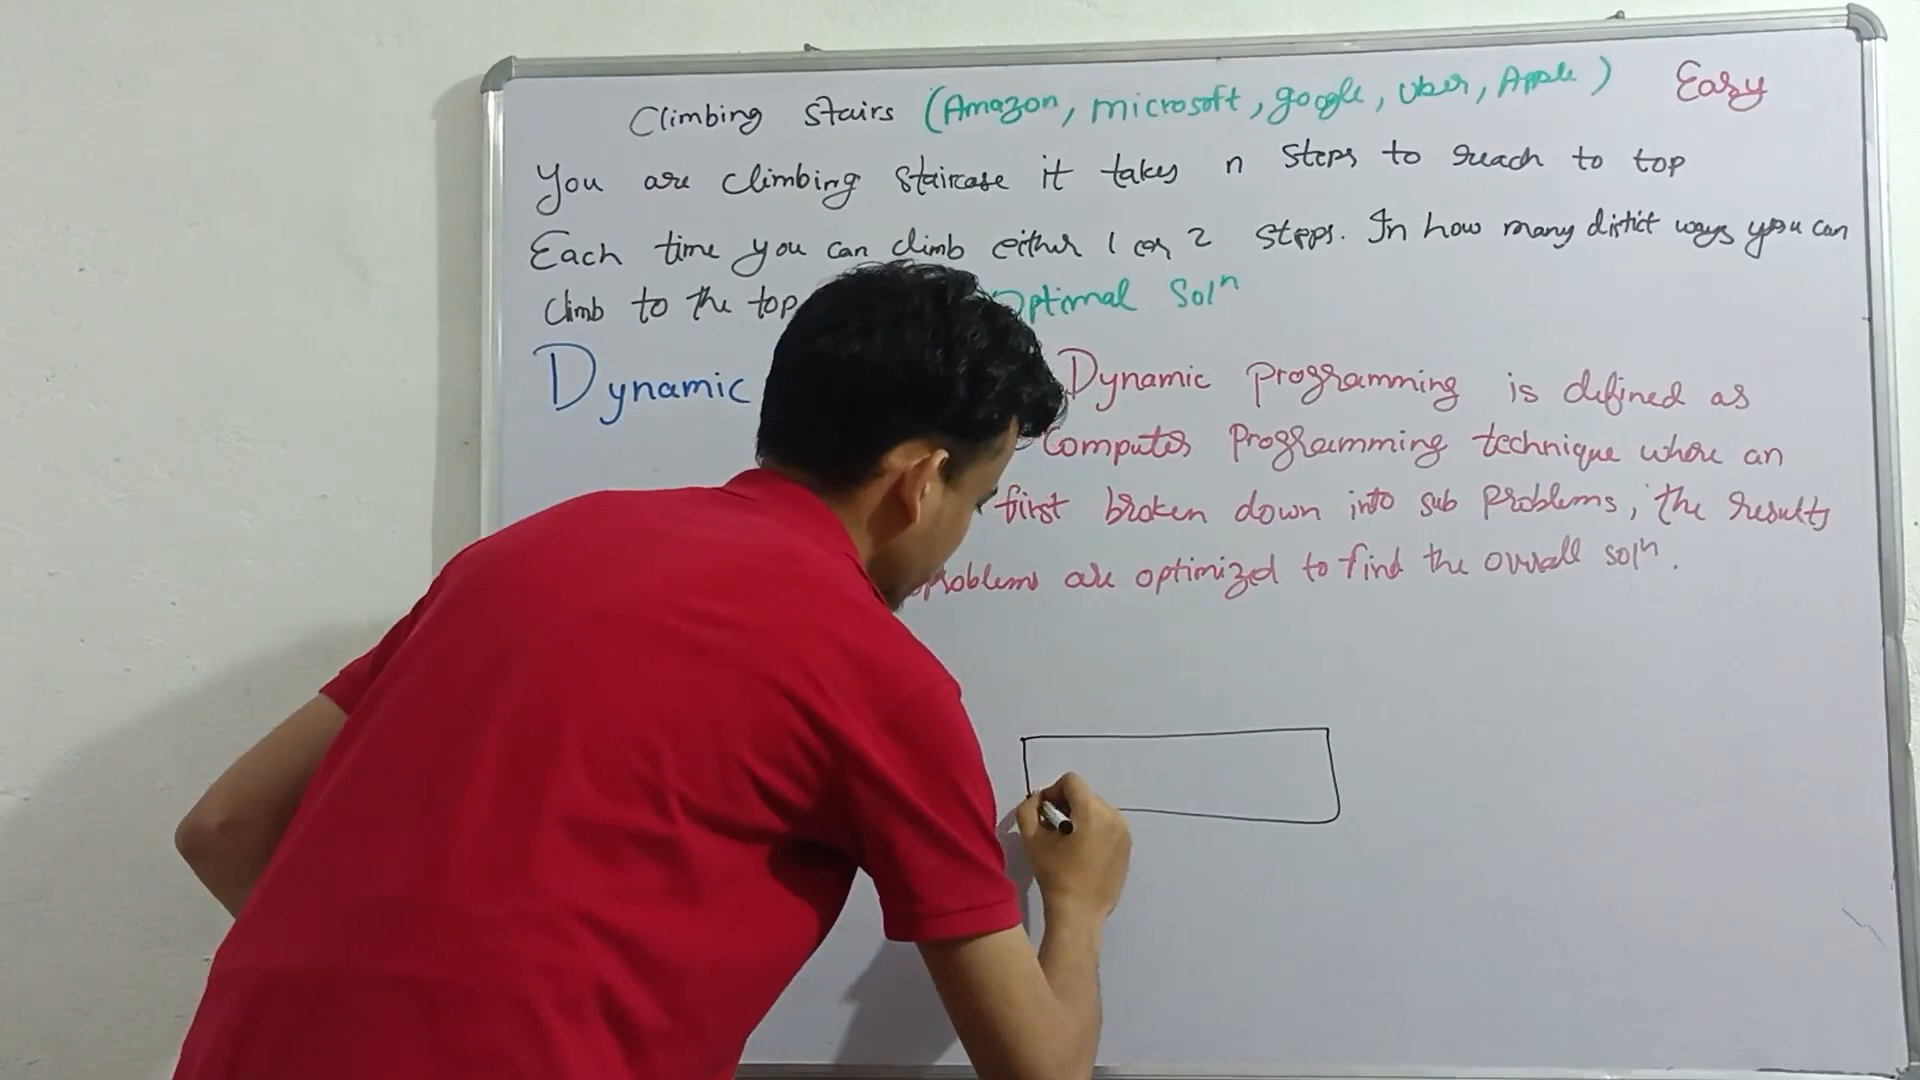 Climbing Stairs (Amazon, microsoft, google, Uber, Apple) Easy
You are climbing staircase it takes n steps to reach to top
Each time you can climb either 1 or 2 steps. In how many distict ways you can
climb to the top Optimal Solⁿ
Dynamic Dynamic programming is defined as
Computer Programming technique where an
first broken down into sub problems, the results
problems are optimized to find the overall solⁿ.